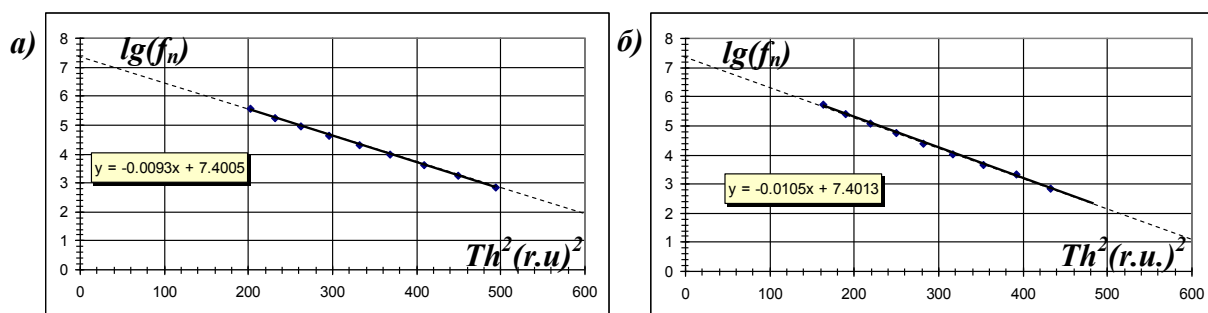 а)
8
7
6
5
4
3
2
1
0
lg(fₙ)
y = -0.0093x + 7.4005
Th²(r.u)²
0 100 200 300 400 500 600
б)
8
7
6
5
4
3
2
1
0
lg(fₙ)
y = -0.0105x + 7.4013
Th²(r.u.)²
0 100 200 300 400 500 600